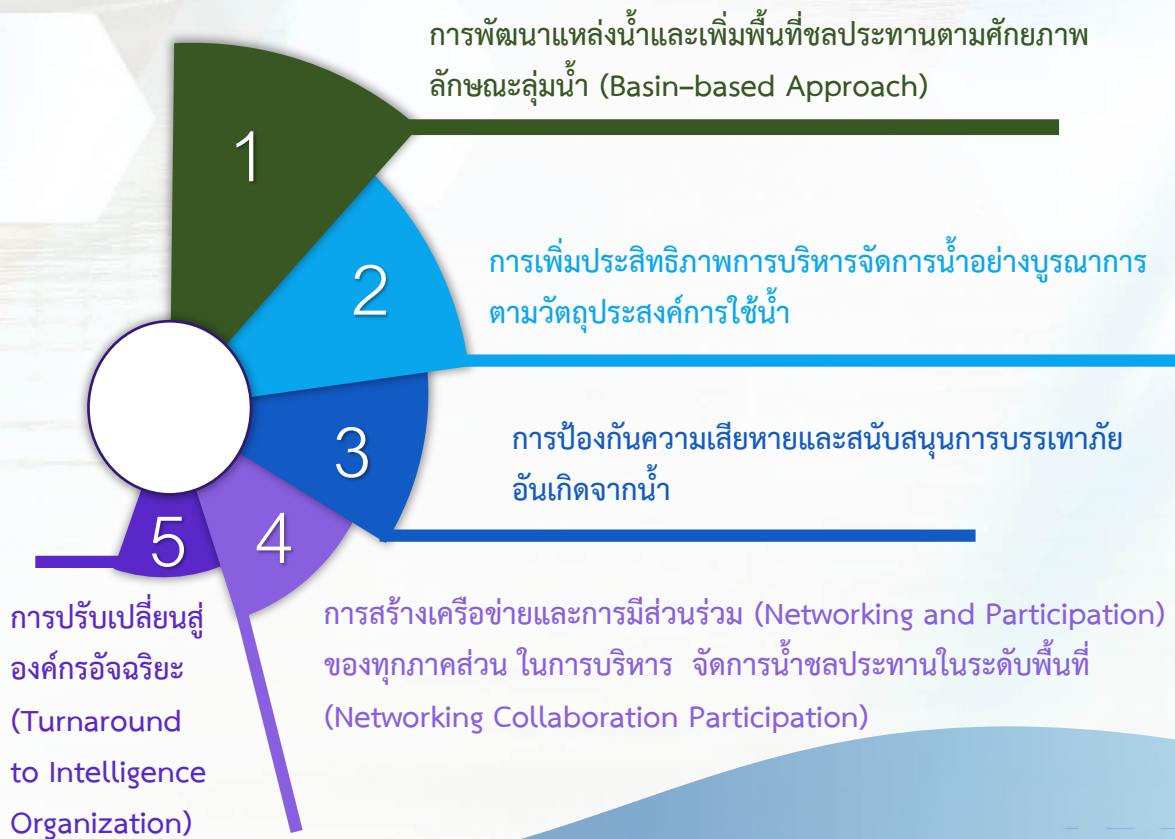 การพัฒนาแหล่งน้ำและเพิ่มพื้นที่ชลประทานตามศักยภาพ
ลักษณะลุ่มน้ำ (Basin–based Approach)
1
2
การเพิ่มประสิทธิภาพการบริหารจัดการน้ำอย่างบูรณาการ
ตามวัตถุประสงค์การใช้น้ำ
3
การป้องกันความเสียหายและสนับสนุนการบรรเทาภัย
อันเกิดจากน้ำ
4
การสร้างเครือข่ายและการมีส่วนร่วม (Networking and Participation)
ของทุกภาคส่วน ในการบริหาร จัดการน้ำชลประทานในระดับพื้นที่
(Networking Collaboration Participation)
5
การปรับเปลี่ยนสู่
องค์กรอัจฉริยะ
(Turnaround
to Intelligence
Organization)